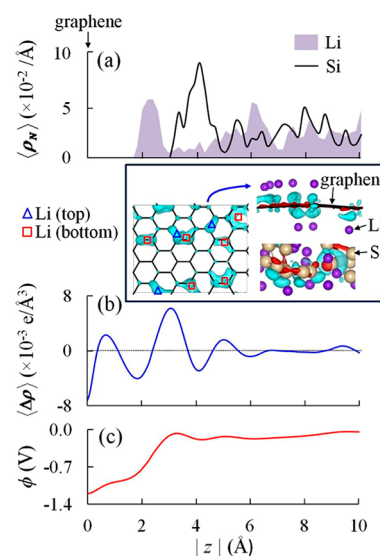 graphene
10
(a)
Li
Si
5
0
⟨ρN⟩ (×10⁻² /Å)
Li (top)
Li (bottom)
graphen
L
S
8
(b)
0
-8
⟨Δρ⟩ (×10⁻³ e/Å³)
0.0
(c)
-0.7
-1.4
ϕ (V)
0 2 4 6 8 10
| z | (Å)